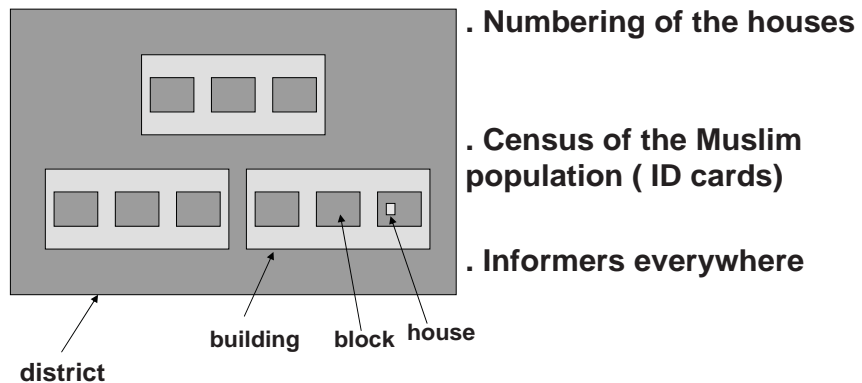 . Numbering of the houses
. Census of the Muslim
population ( ID cards)
. Informers everywhere
building
block
house
district